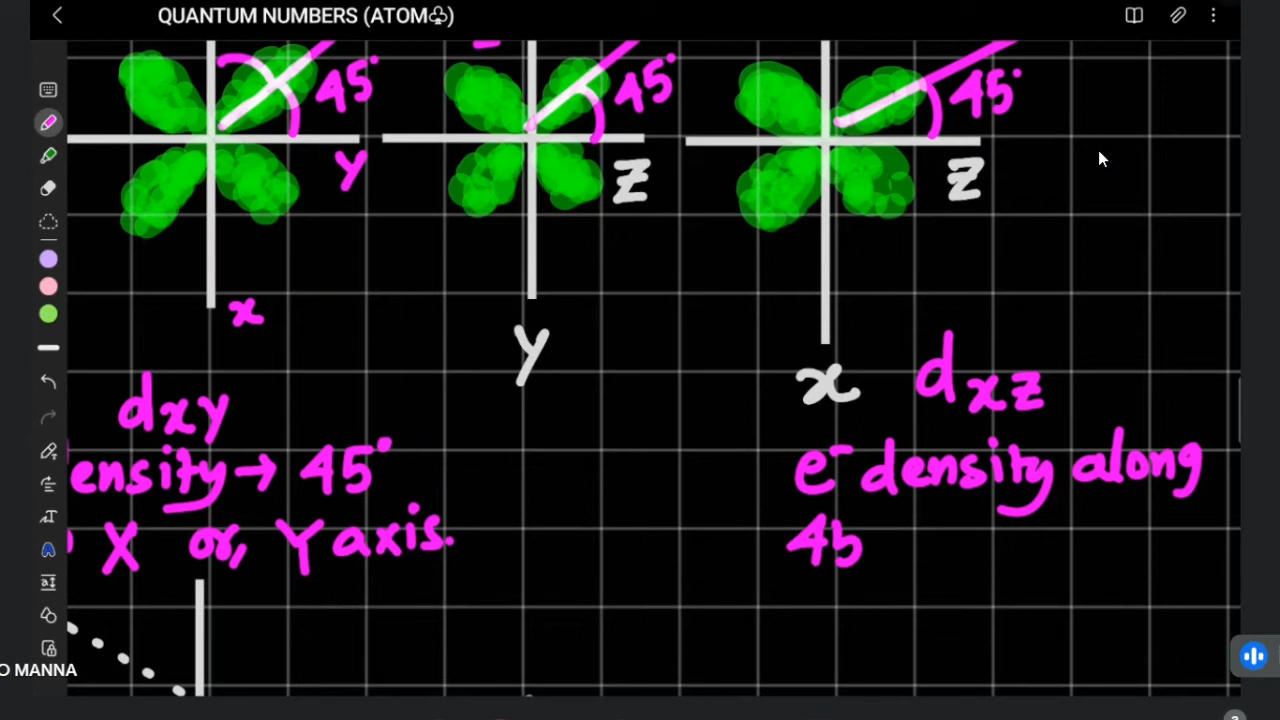 QUANTUM NUMBERS (ATOM♣)
45°
45°
45°
y
Z
Z
x
y
x
dxy
dxz
ensity → 45°
X or, Y axis.
e⁻ density along
45
O MANNA